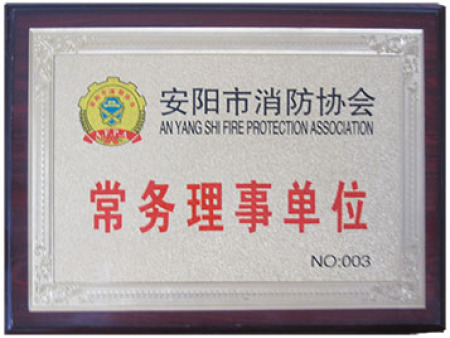 安阳市消防协会
AN YANG SHI FIRE PROTECTION ASSOCIATION
常务理事单位
NO:003